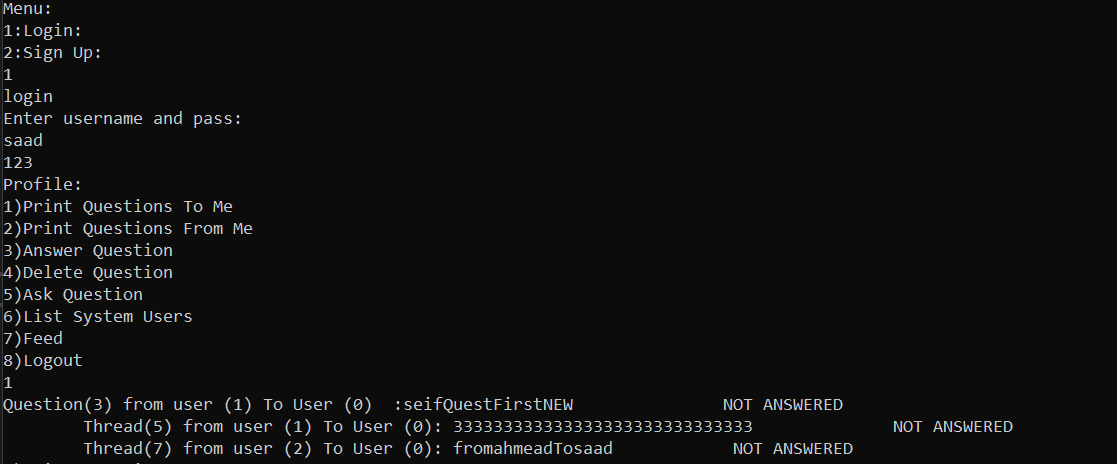 Menu:
1:Login:
2:Sign Up:
1
login
Enter username and pass:
saad
123
Profile:
1)Print Questions To Me
2)Print Questions From Me
3)Answer Question
4)Delete Question
5)Ask Question
6)List System Users
7)Feed
8)Logout
1
Question(3) from user (1) To User (0)  :seifQuestFirstNEW               NOT ANSWERED
        Thread(5) from user (1) To User (0): 333333333333333333333333333333              NOT ANSWERED
        Thread(7) from user (2) To User (0): fromahmeadTosaad            NOT ANSWERED